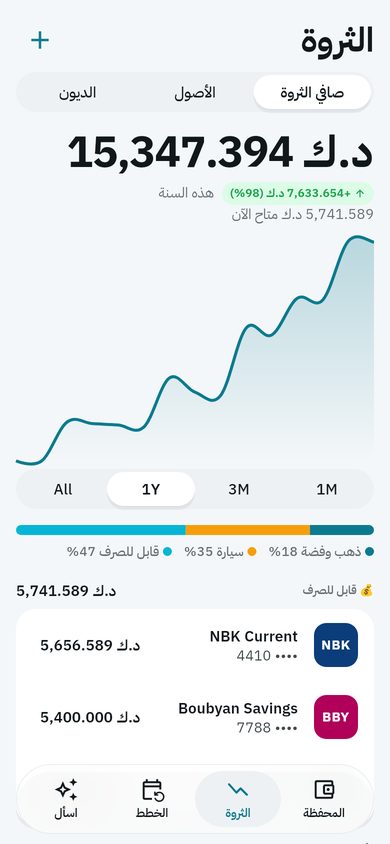 الثروة
صافي الثروة
الأصول
الديون
د.ك 15,347.394
↑ +7,633.654 د.ك (98%) هذه السنة
5,741.589 د.ك متاح الآن
All 1Y 3M 1M
ذهب وفضة 18% سيارة 35% قابل للصرف 47%
💰 قابل للصرف د.ك 5,741.589
NBK
NBK Current د.ك 5,656.589
•••• 4410
BBY
Boubyan Savings د.ك 5,400.000
•••• 7788
المحفظة الثروة الخطط اسأل